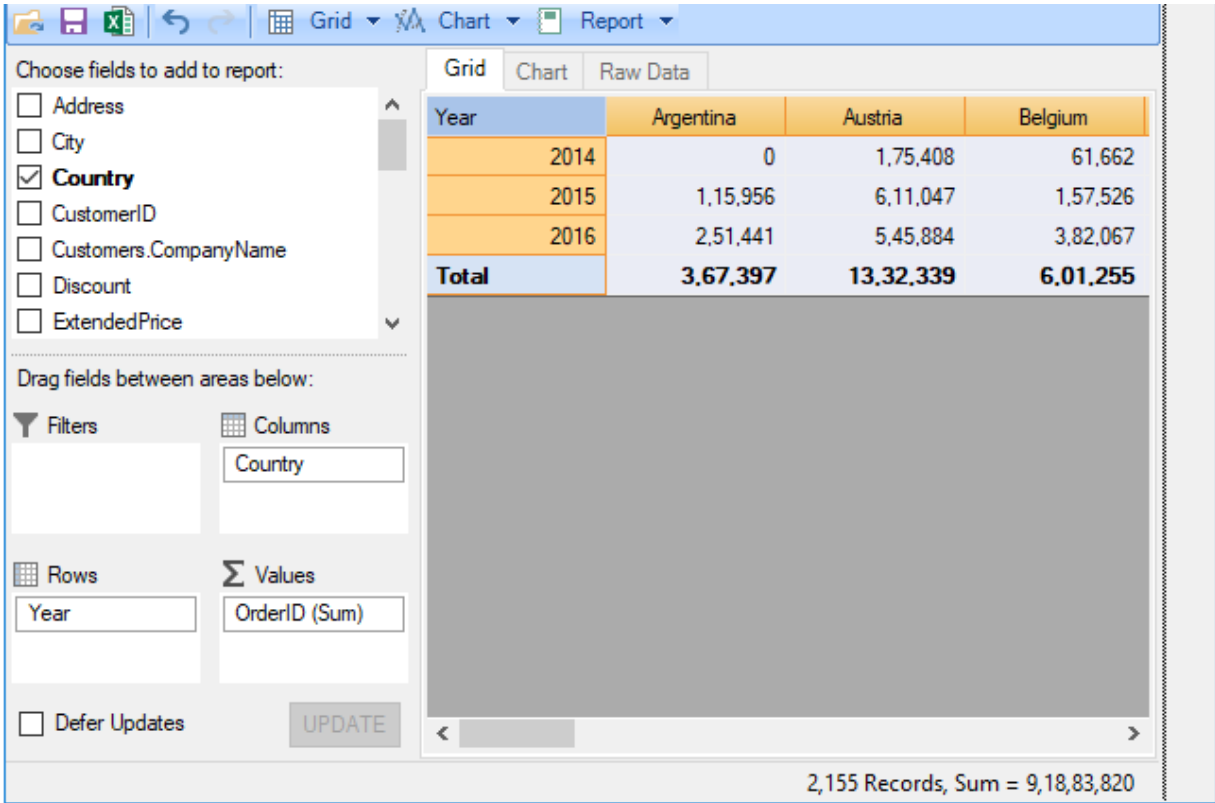 Grid Chart Report
Choose fields to add to report:
Address
City
Country
CustomerID
Customers.CompanyName
Discount
ExtendedPrice
Drag fields between areas below:
Filters
Columns
Country
Rows
Values
Year
OrderID (Sum)
Defer Updates
UPDATE
Grid Chart Raw Data
Year Argentina Austria Belgium
2014 0 1,75,408 61,662
2015 1,15,956 6,11,047 1,57,526
2016 2,51,441 5,45,884 3,82,067
Total 3,67,397 13,32,339 6,01,255
2,155 Records, Sum = 9,18,83,820